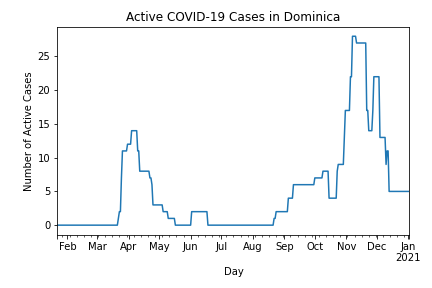 Active COVID-19 Cases in Dominica
Number of Active Cases
25
20
15
10
5
0
Feb Mar Apr May Jun Jul Aug Sep Oct Nov Dec Jan
2021
Day